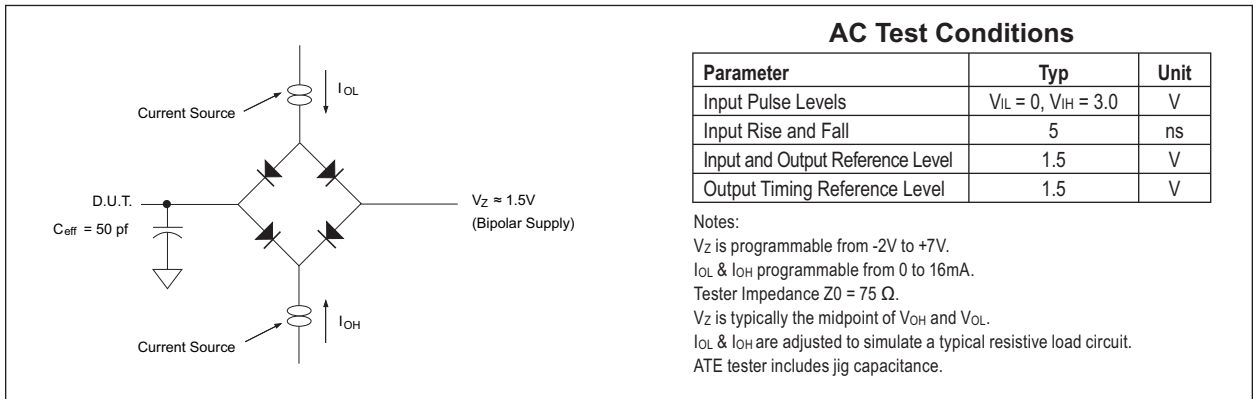 I OL
Current Source
D.U.T.
Ceff = 50 pf
VZ ≈ 1.5V
(Bipolar Supply)
I OH
Current Source
AC Test Conditions
Parameter Typ Unit
Input Pulse Levels VIL = 0, VIH = 3.0 V
Input Rise and Fall 5 ns
Input and Output Reference Level 1.5 V
Output Timing Reference Level 1.5 V
Notes:
VZ is programmable from -2V to +7V.
IOL & IOH programmable from 0 to 16mA.
Tester Impedance Z0 = 75 Ω.
VZ is typically the midpoint of VOH and VOL.
IOL & IOH are adjusted to simulate a typical resistive load circuit.
ATE tester includes jig capacitance.